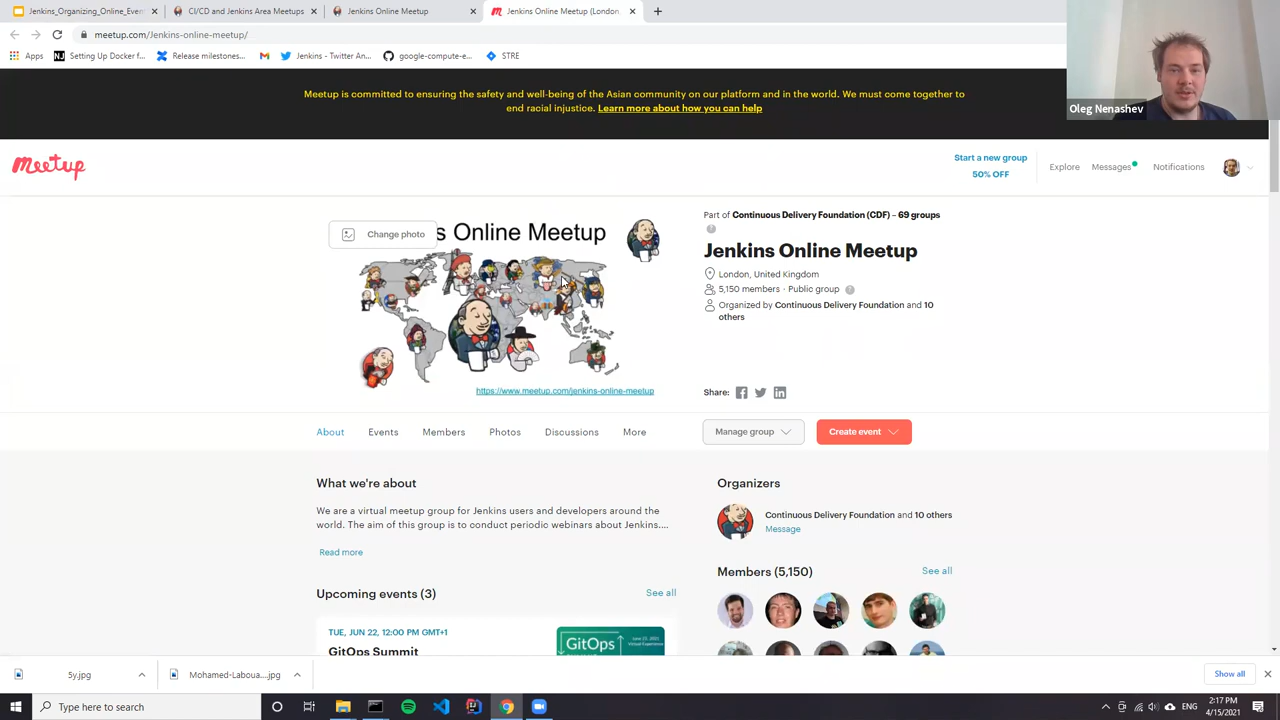 Jenkins_Organizing_Online_Even
CI/CD and Jenkins Area Meetups
Jenkins Online Meetup
Jenkins Online Meetup (London,
meetup.com/Jenkins-online-meetup/
Apps
Setting Up Docker f...
Release milestones...
Jenkins - Twitter An...
google-compute-e...
STRE
Oleg Nenashev
Meetup is committed to ensuring the safety and well-being of the Asian community on our platform and in the world. We must come together to
end racial injustice. Learn more about how you can help
Meetup
Start a new group
50% OFF
Explore
Messages
Notifications
Change photo
s Online Meetup
https://www.meetup.com/jenkins-online-meetup
Part of Continuous Delivery Foundation (CDF) – 69 groups
?
Jenkins Online Meetup
London, United Kingdom
5,150 members · Public group ?
Organized by Continuous Delivery Foundation and 10
others
Share:
About
Events
Members
Photos
Discussions
More
Manage group
Create event
What we're about
We are a virtual meetup group for Jenkins users and developers around the
world. The aim of this group is to conduct periodic webinars about Jenkins....
Read more
Organizers
Continuous Delivery Foundation and 10 others
Message
Members (5,150)
See all
Upcoming events (3)
See all
TUE, JUN 22, 12:00 PM GMT+1
GitOps Summit
GitOps
5y.jpg
Mohamed-Laboua....jpg
Show all
Type here to search
ENG
2:17 PM
4/15/2021